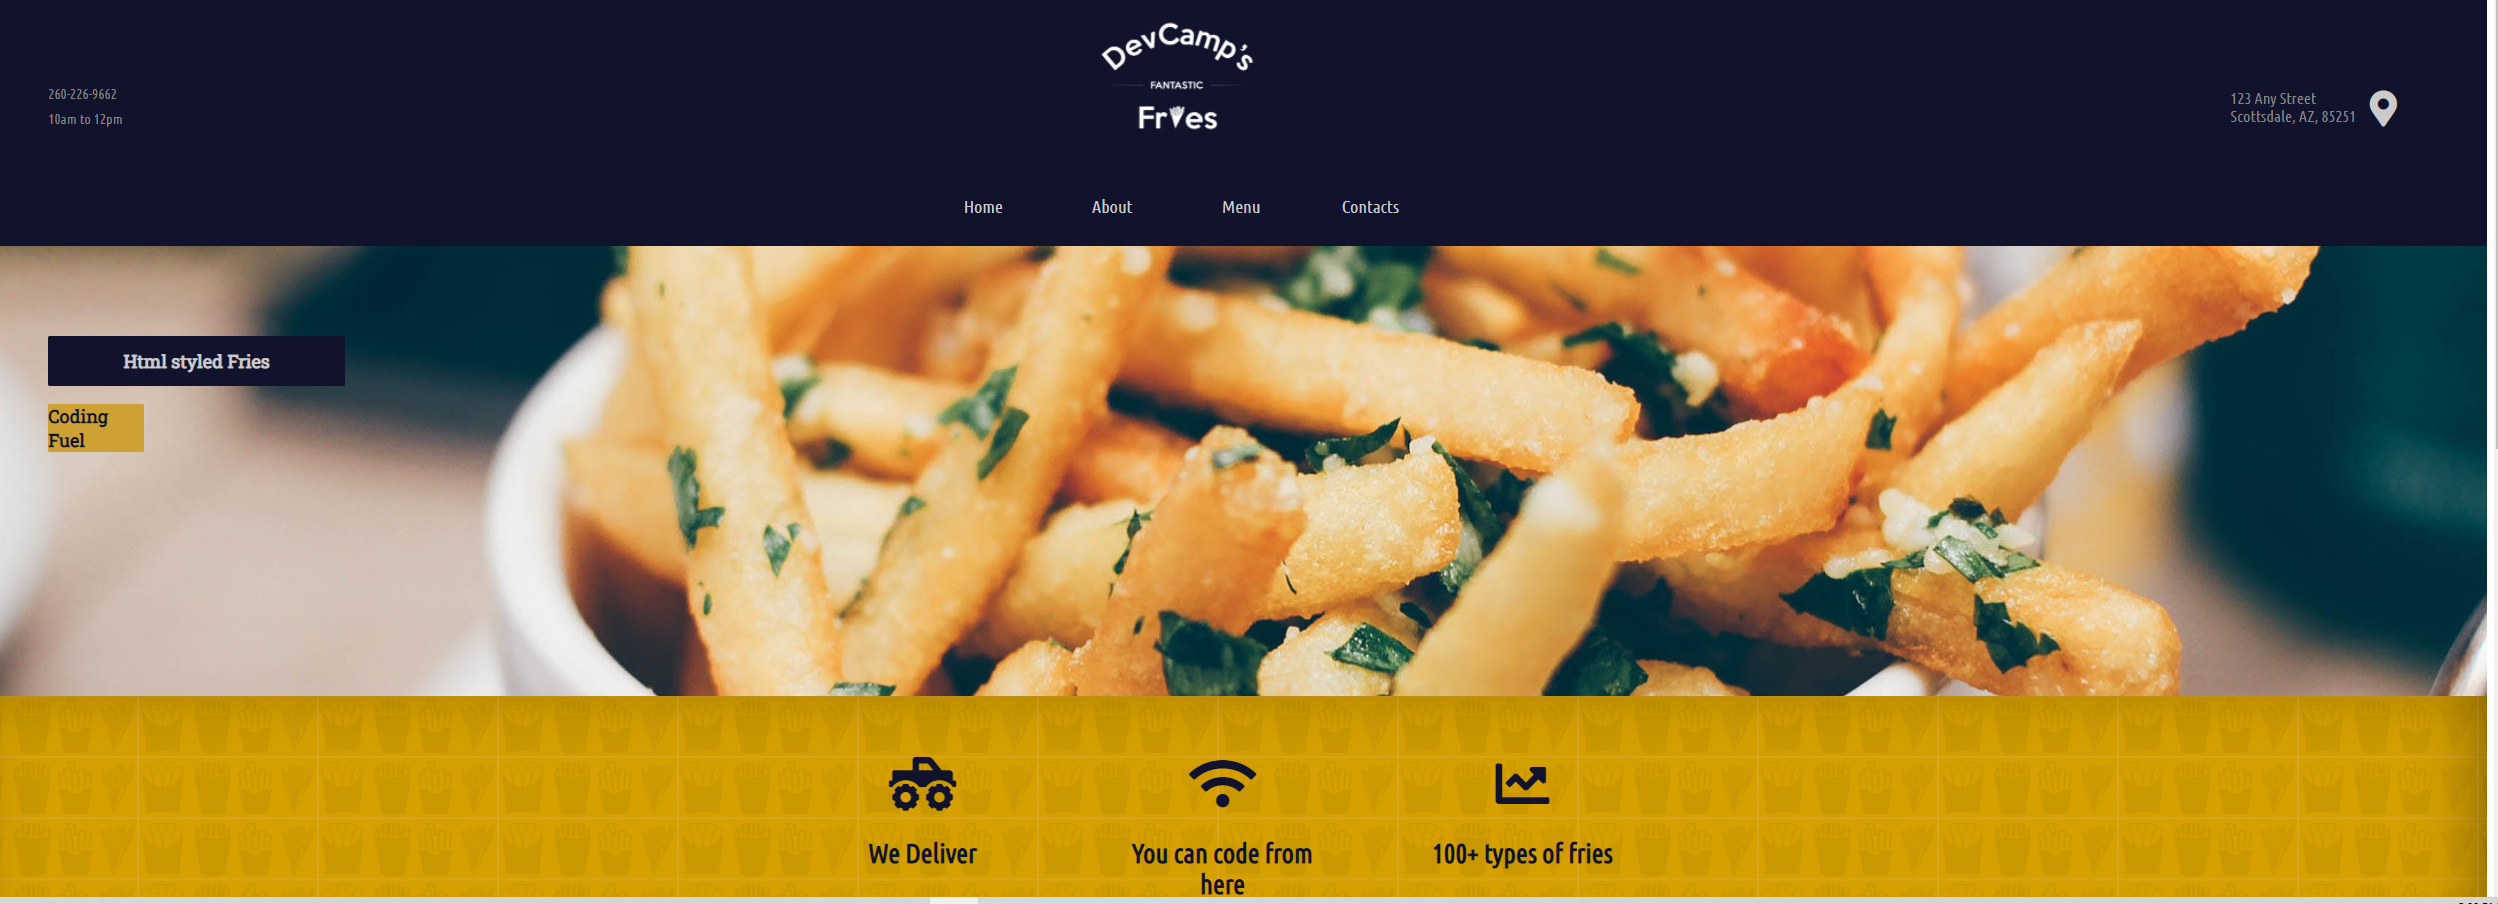 DevCamp's
FANTASTIC
Fries
260-226-9662
10am to 12pm
123 Any Street
Scottsdale, AZ, 85251
Home
About
Menu
Contacts
Html styled Fries
Coding
Fuel
We Deliver
You can code from
here
100+ types of fries